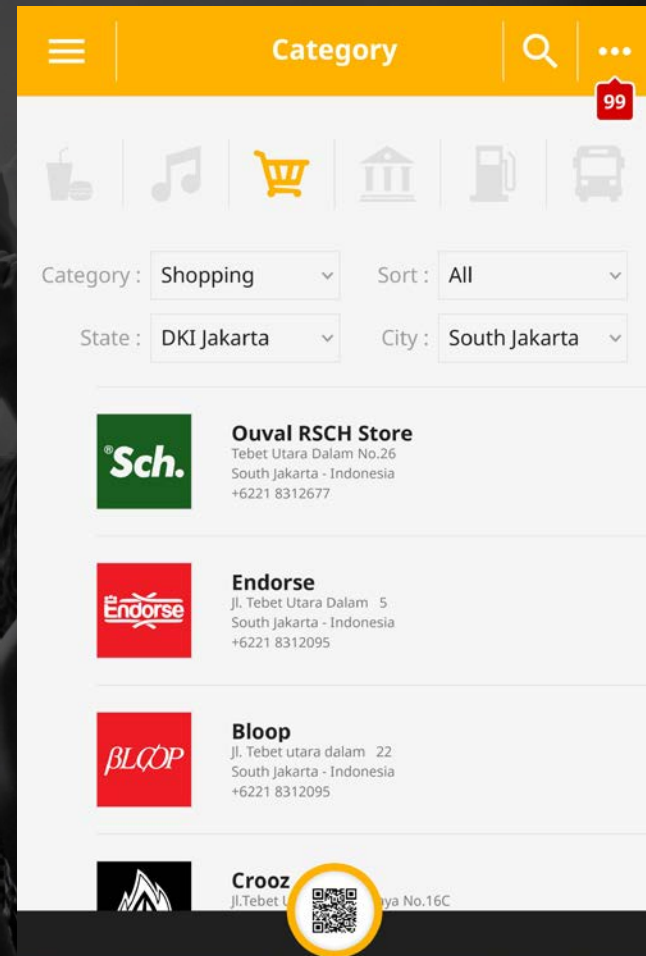 Category
99
Category : Shopping Sort : All
State : DKI Jakarta City : South Jakarta
®Sch.
Ouval RSCH Store
Tebet Utara Dalam No.26
South Jakarta - Indonesia
+6221 8312677
Endorse
Endorse
Jl. Tebet Utara Dalam 5
South Jakarta - Indonesia
+6221 8312095
BLOOP
Bloop
Jl. Tebet utara dalam 22
South Jakarta - Indonesia
+6221 8312095
Crooz
Jl.Tebet No.16C